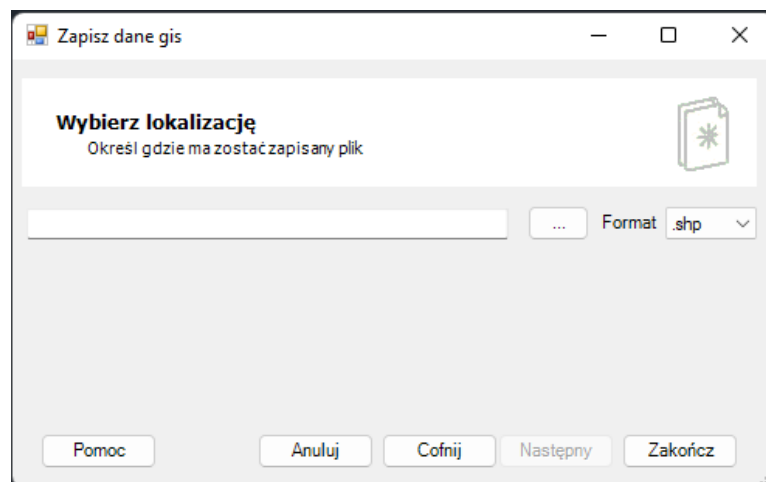 Zapisz dane gis
Wybierz lokalizację
Określ gdzie ma zostać zapisany plik
... Format .shp
Pomoc Anuluj Cofnij Następny Zakończ